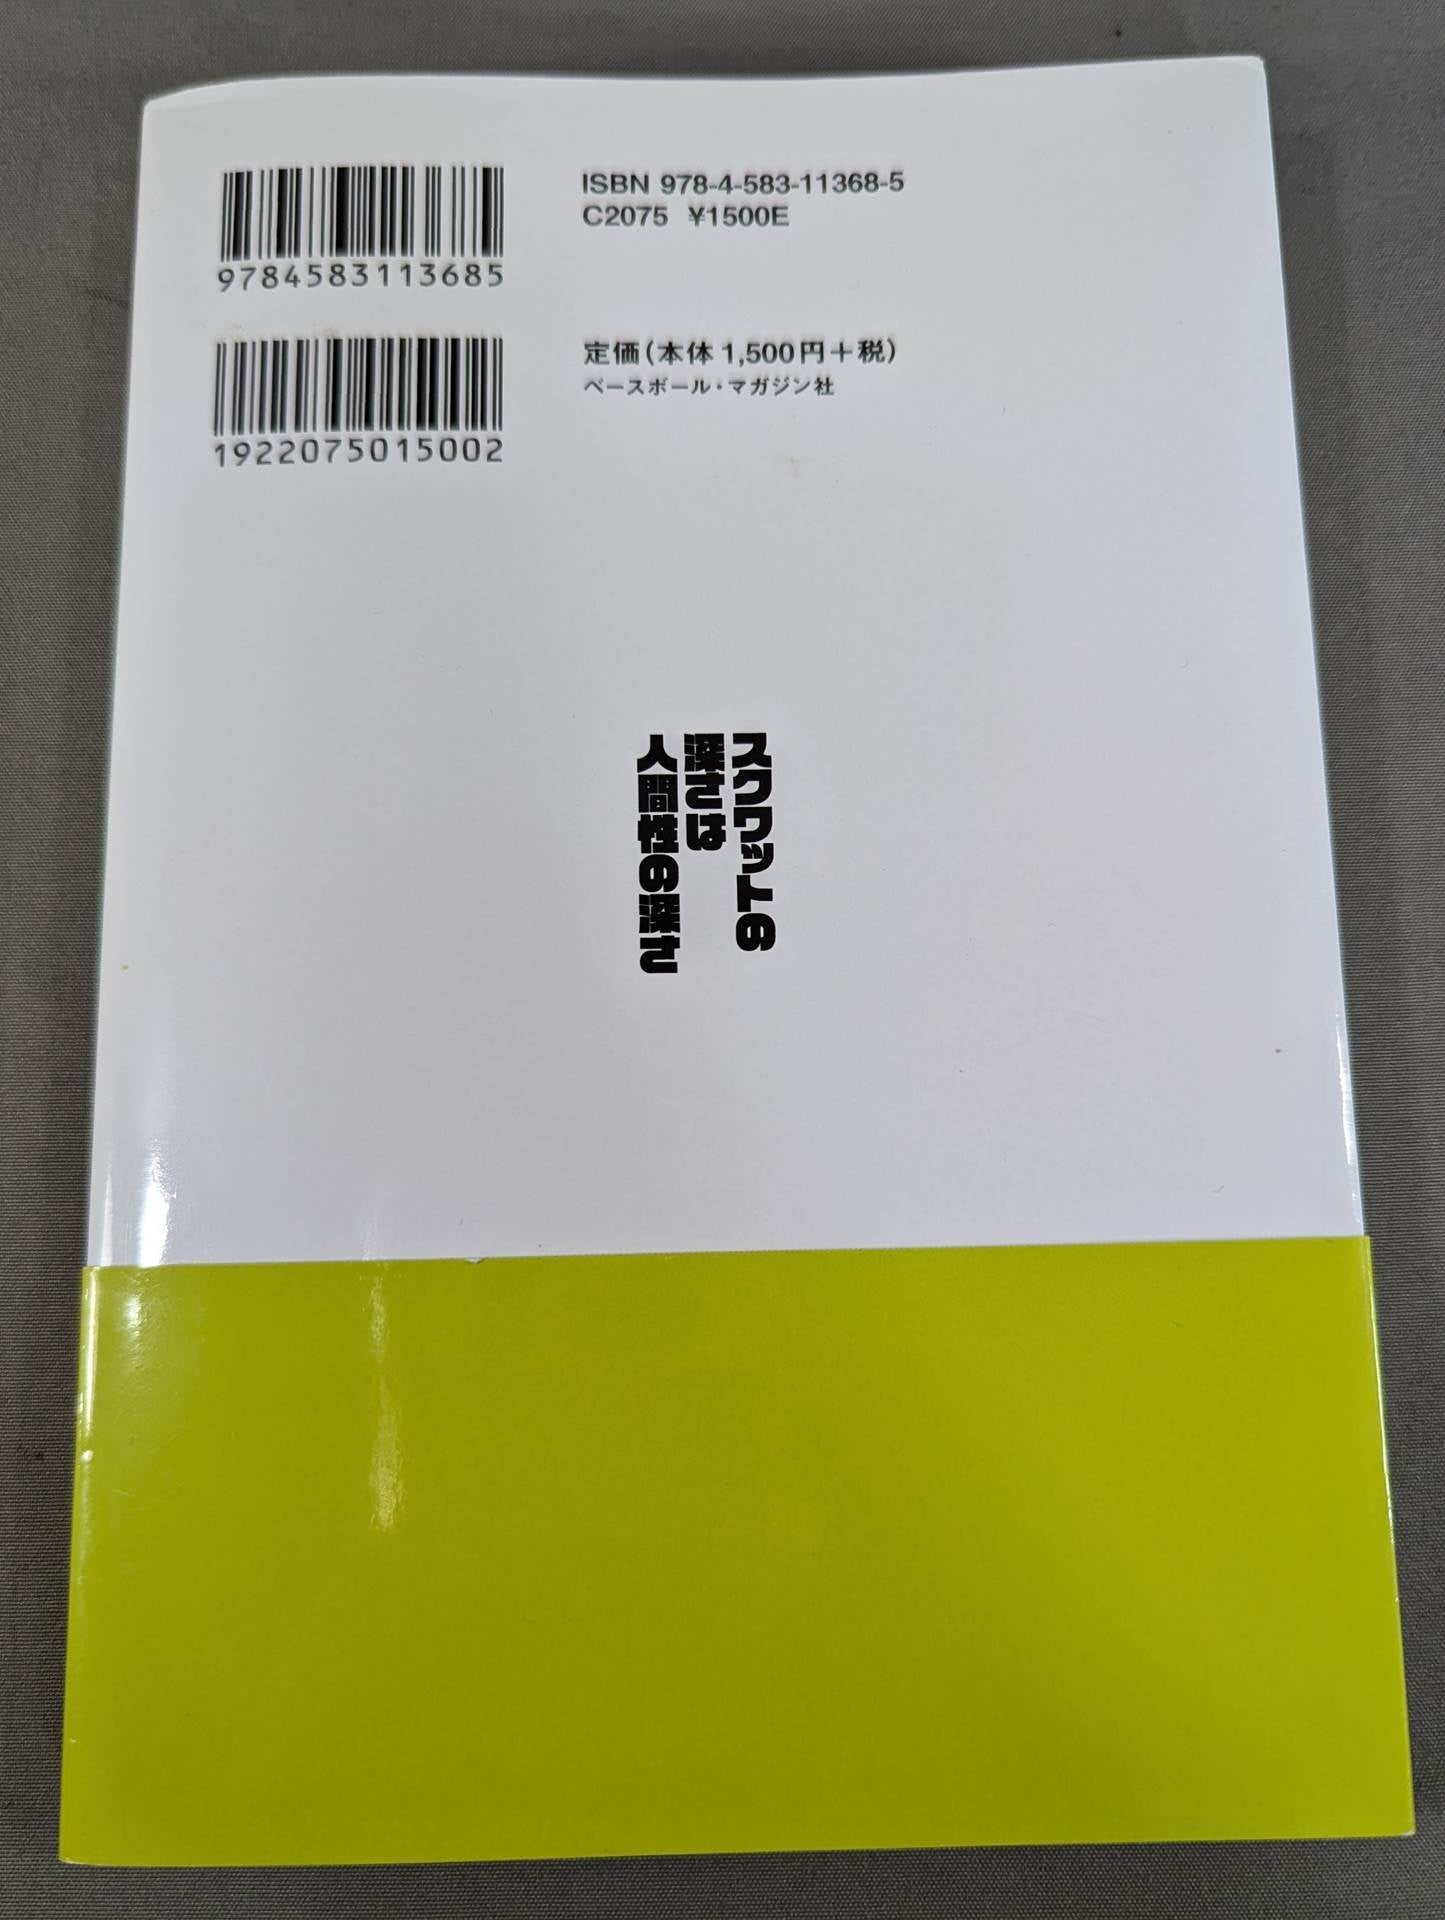 9784583113685
ISBN 978-4-583-11368-5
C2075 ¥1500E
1922075015002
定価(本体1,500円+税)
ベースボール・マガジン社
スクワットの
深さは
人間性の深さ